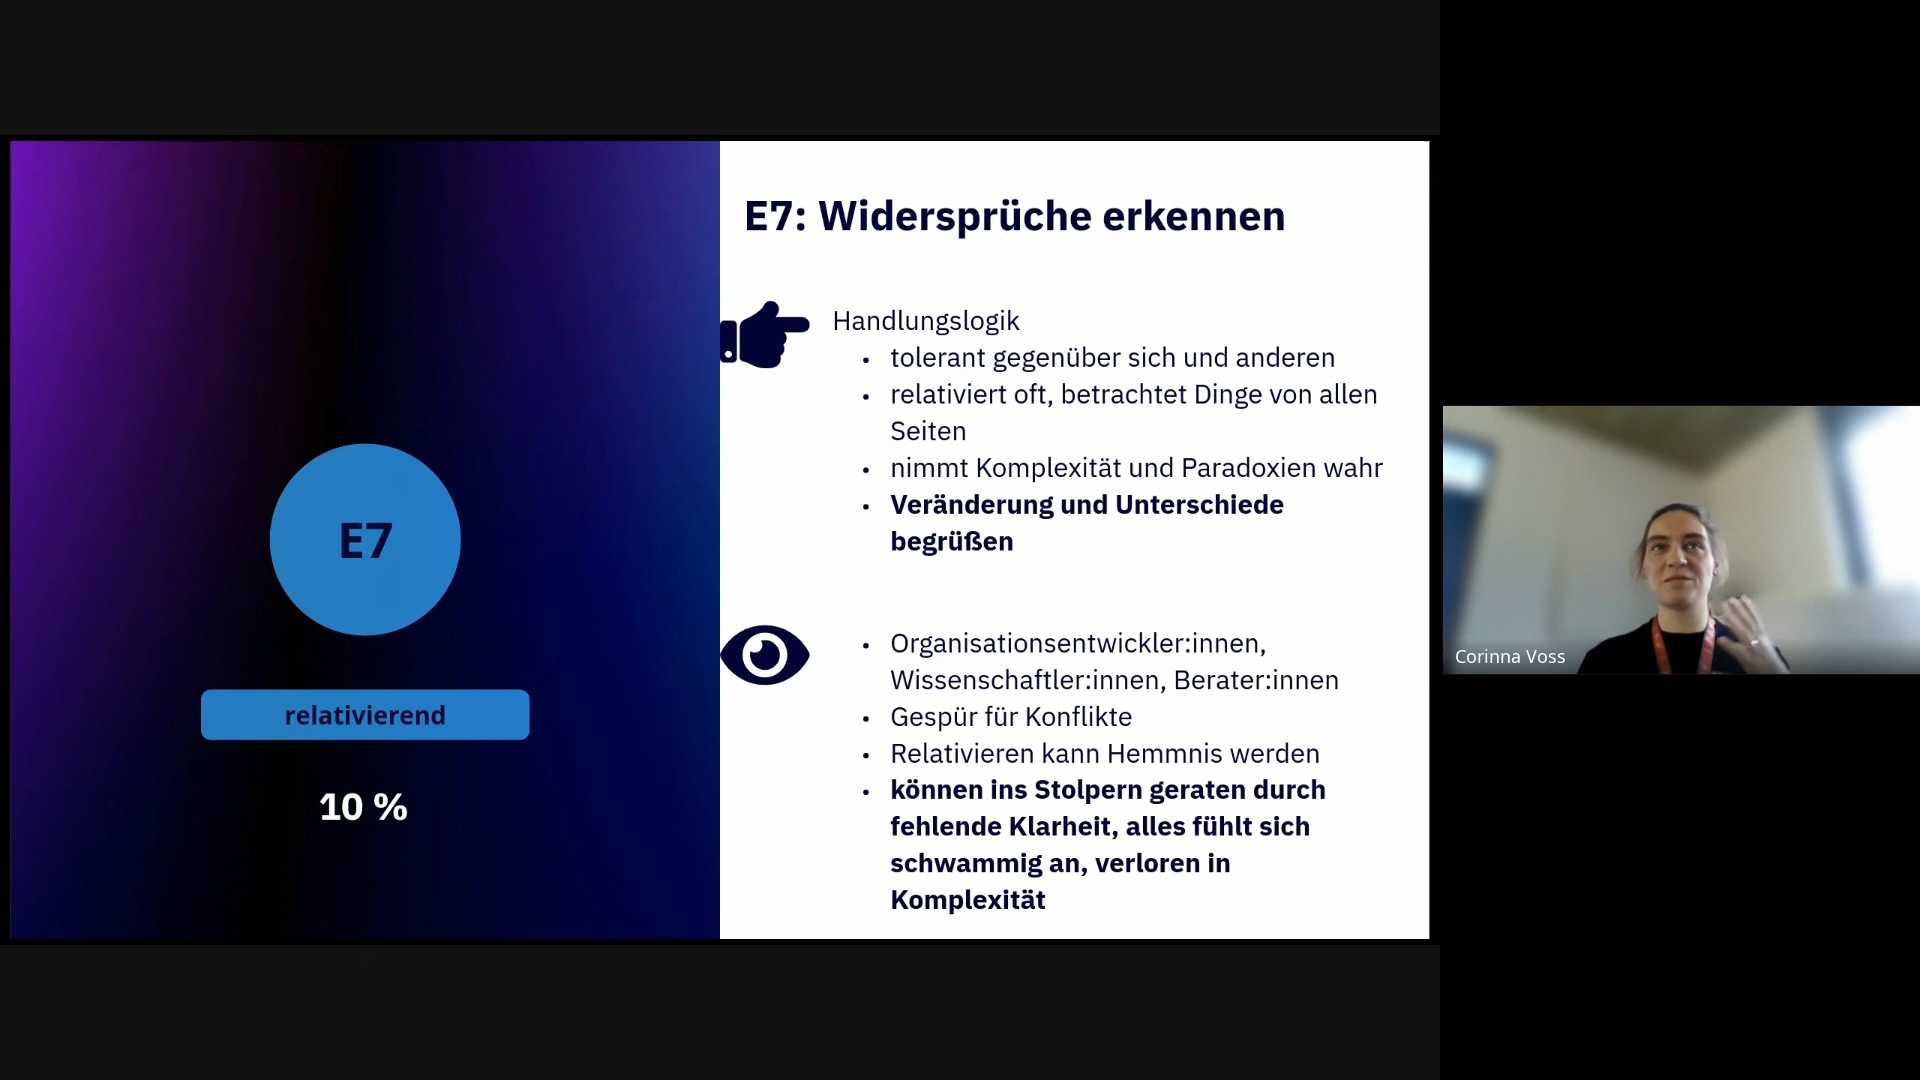 E7
relativierend
10 %
E7: Widersprüche erkennen
Handlungslogik
• tolerant gegenüber sich und anderen
• relativiert oft, betrachtet Dinge von allen
Seiten
• nimmt Komplexität und Paradoxien wahr
• Veränderung und Unterschiede
begrüßen
• Organisationsentwickler:innen,
Wissenschaftler:innen, Berater:innen
• Gespür für Konflikte
• Relativieren kann Hemmnis werden
• können ins Stolpern geraten durch
fehlende Klarheit, alles fühlt sich
schwammig an, verloren in
Komplexität
Corinna Voss